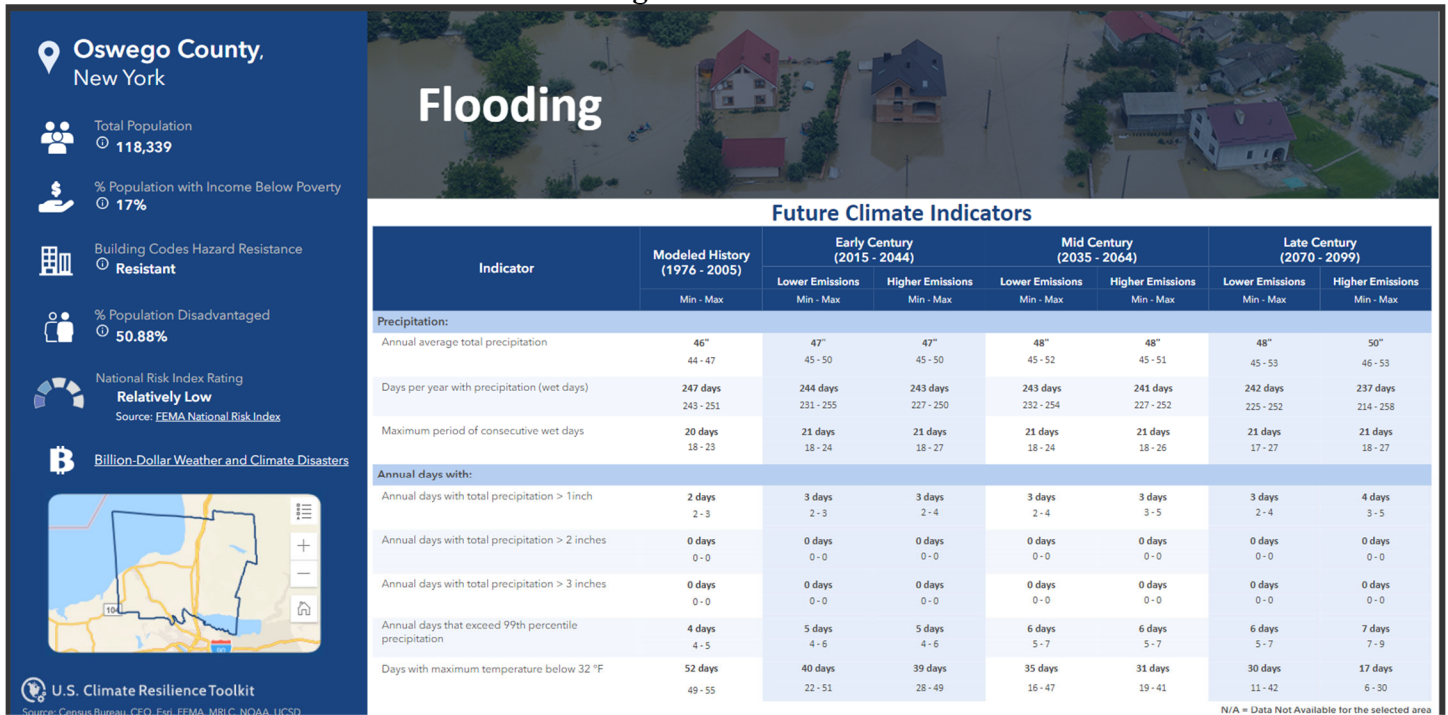 Oswego County,
New York
Total Population
118,339
% Population with Income Below Poverty
17%
Building Codes Hazard Resistance
Resistant
% Population Disadvantaged
50.88%
National Risk Index Rating
Relatively Low
Source: FEMA National Risk Index
Billion-Dollar Weather and Climate Disasters
104
90
U.S. Climate Resilience Toolkit
Source: Census Bureau, CEQ, Esri, FEMA, MRLC, NOAA, UCSD
Flooding
Future Climate Indicators
Indicator
Modeled History
(1976 - 2005)
Early Century
(2015 - 2044)
Mid Century
(2035 - 2064)
Late Century
(2070 - 2099)
Lower Emissions Higher Emissions Lower Emissions Higher Emissions Lower Emissions Higher Emissions
Min - Max Min - Max Min - Max Min - Max Min - Max Min - Max Min - Max
Precipitation:
Annual average total precipitation 46" 47" 47" 48" 48" 48" 50"
44 - 47 45 - 50 45 - 50 45 - 52 45 - 51 45 - 53 46 - 53
Days per year with precipitation (wet days) 247 days 244 days 243 days 243 days 241 days 242 days 237 days
243 - 251 231 - 255 227 - 250 232 - 254 227 - 252 225 - 252 214 - 258
Maximum period of consecutive wet days 20 days 21 days 21 days 21 days 21 days 21 days 21 days
18 - 23 18 - 24 18 - 27 18 - 24 18 - 26 17 - 27 18 - 27
Annual days with:
Annual days with total precipitation > 1inch 2 days 3 days 3 days 3 days 3 days 3 days 4 days
2 - 3 2 - 3 2 - 4 2 - 4 3 - 5 2 - 4 3 - 5
Annual days with total precipitation > 2 inches 0 days 0 days 0 days 0 days 0 days 0 days 0 days
0 - 0 0 - 0 0 - 0 0 - 0 0 - 0 0 - 0 0 - 0
Annual days with total precipitation > 3 inches 0 days 0 days 0 days 0 days 0 days 0 days 0 days
0 - 0 0 - 0 0 - 0 0 - 0 0 - 0 0 - 0 0 - 0
Annual days that exceed 99th percentile
precipitation 4 days 5 days 5 days 6 days 6 days 6 days 7 days
4 - 5 4 - 6 4 - 6 5 - 7 5 - 7 5 - 7 7 - 9
Days with maximum temperature below 32 °F 52 days 40 days 39 days 35 days 31 days 30 days 17 days
49 - 55 22 - 51 28 - 49 16 - 47 19 - 41 11 - 42 6 - 30
N/A = Data Not Available for the selected area